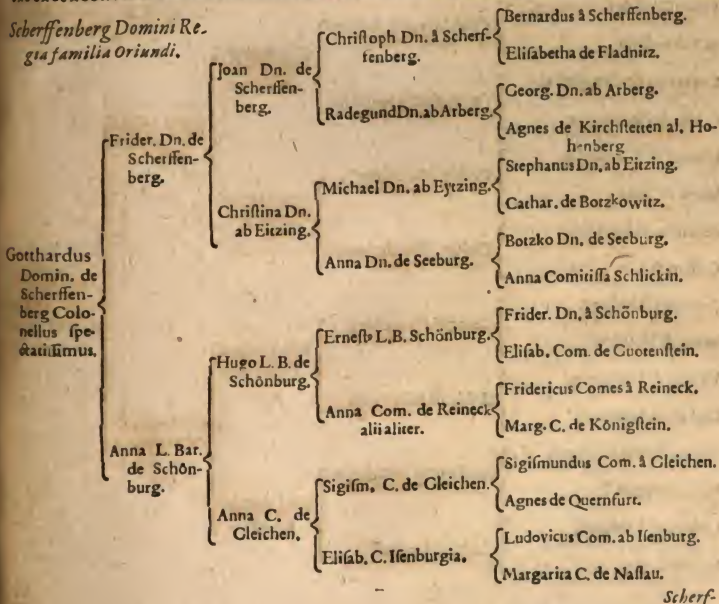 Scherffenberg Domini Re-
gia familia Oriundi.
Gotthardus
Domin. de
Scherffen-
berg Colo-
nellus spe-
ctatissimus.
Frider. Dn. de
Scherffen-
berg.
Anna L. Bar.
de Schön-
burg.
Joan Dn. de
Scherffen-
berg.
Christina Dn.
ab Eitzing.
Hugo L. B. de
Schönburg.
Anna C. de
Gleichen.
Christoph Dn. â Scherf-
fenberg.
Radegund Dn. ab Arberg.
Michael Dn. ab Eytzing.
Anna Dn. de Seeburg.
Ernest9 L. B. Schönburg.
Anna Com. de Reineck
alii aliter.
Sigism. C. de Gleichen.
Elisab. C. Isenburgia.
Bernardus â Scherffenberg.
Elisabetha de Fladnitz.
Georg. Dn. ab Arberg.
Agnes de Kirchstetten al. Ho-
henberg
Stephanus Dn. ab Eitzing.
Cathar. de Botzkowitz.
Botzko Dn. de Seeburg.
Anna Comitissa Schlickin.
Frider. Dn. â Schönburg.
Elisab. Com. de Guotenstein.
Fridericus Comes â Reineck.
Marg. C. de Königstein.
Sigismundus Com. â Gleichen.
Agnes de Quernfurt.
Ludovicus Com. ab Isenburg.
Margarita C. de Nassau.
Scherf-